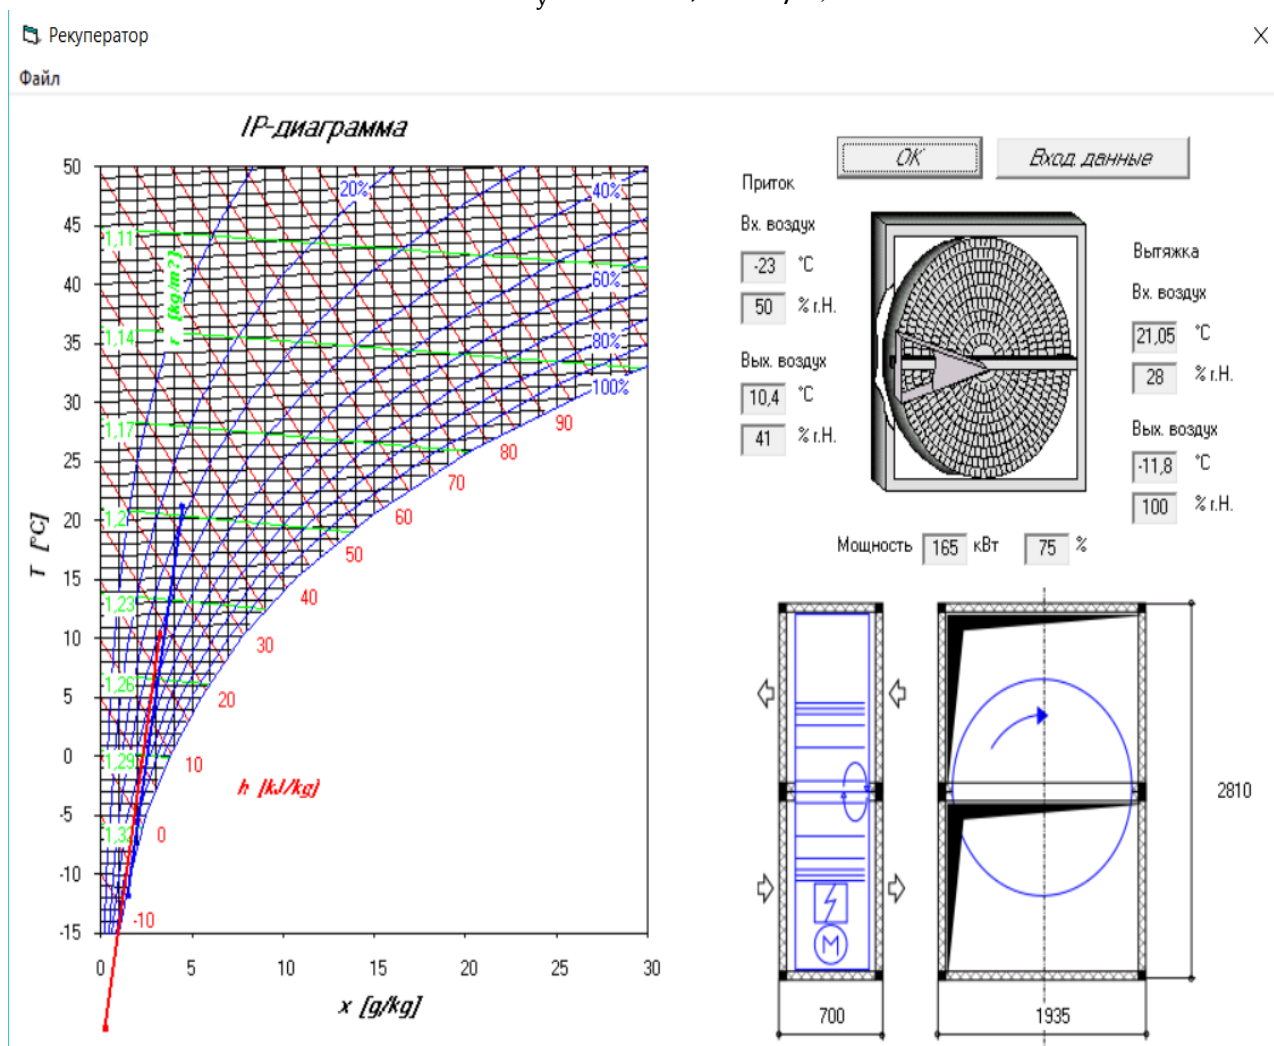 Рекуператор
Файл
IP-диаграмма
50
45
40
35
30
25
20
15
10
5
0
-5
-10
-15
T [°C]
0
5
10
15
20
25
30
x [g/kg]
20%
40%
60%
80%
100%
1,11
1,14
1,17
1,2
1,23
1,26
1,29
1,32
r [kg/m?]
90
80
70
60
50
40
30
20
10
0
-10
h [kJ/kg]
OK
Вход данные
Приток
Вх. воздух
-23 °C
50 % r.H.
Вых. воздух
10,4 °C
41 % r.H.
Вытяжка
Вх. воздух
21,05 °C
28 % r.H.
Вых. воздух
-11,8 °C
100 % r.H.
Мощность 165 кВт 75 %
M
700
1935
2810